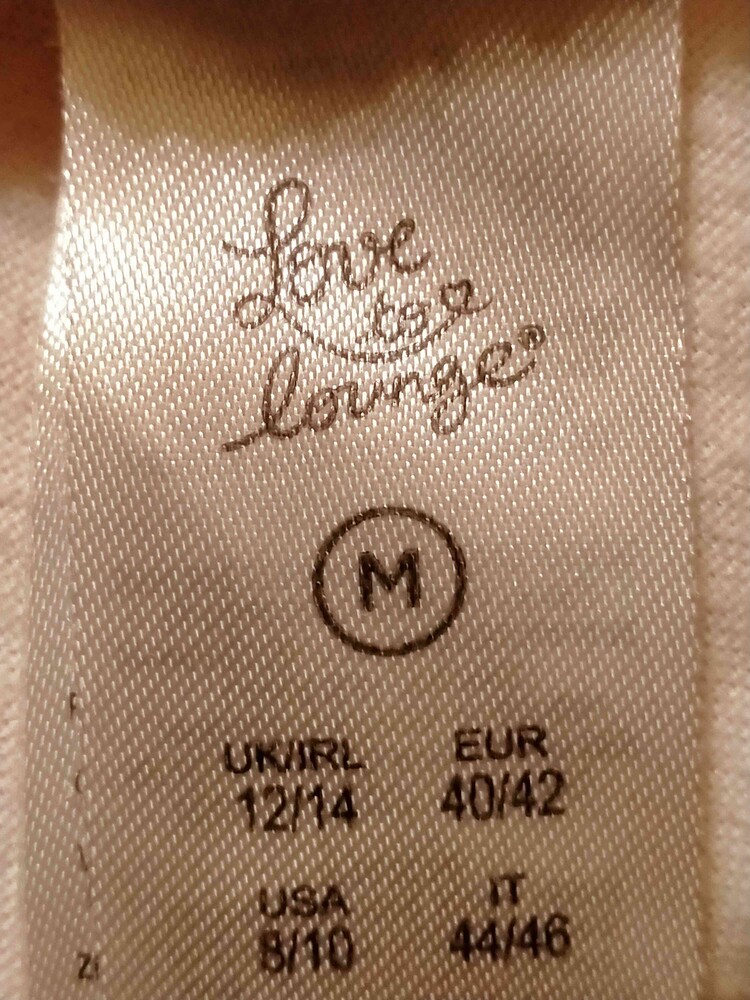 Love
to
lounge®
M
UK/IRL EUR
12/14 40/42
USA IT
8/10 44/46